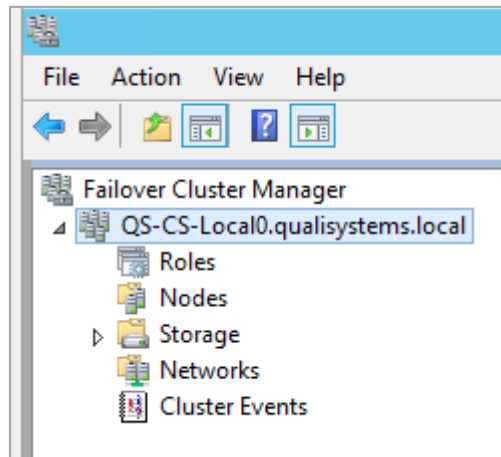 File Action View Help
Failover Cluster Manager
QS-CS-Local0.qualisystems.local
Roles
Nodes
Storage
Networks
Cluster Events